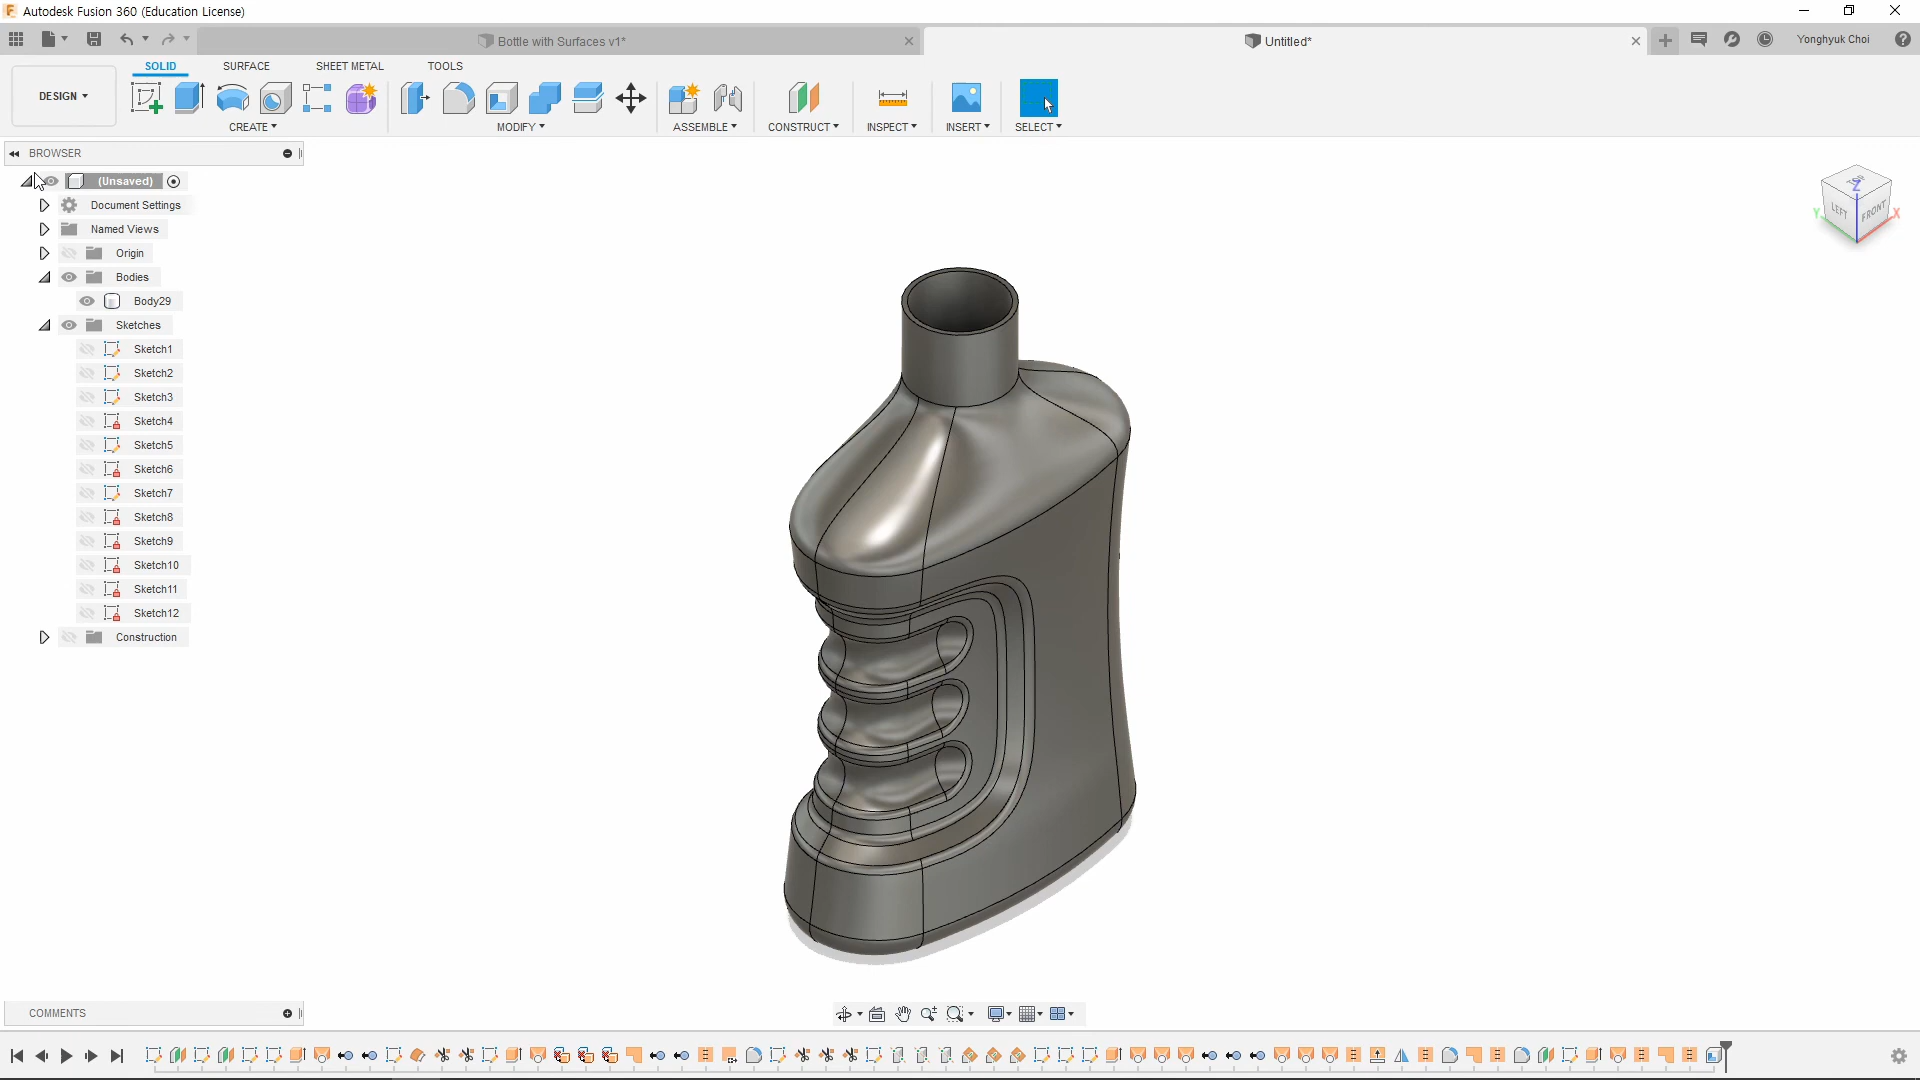 Autodesk Fusion 360 (Education License)
Bottle with Surfaces v1*
Untitled*
Yonghyuk Choi
DESIGN
SOLID
SURFACE
SHEET METAL
TOOLS
CREATE
MODIFY
ASSEMBLE
CONSTRUCT
INSPECT
INSERT
SELECT
BROWSER
(Unsaved)
Document Settings
Named Views
Origin
Bodies
Body29
Sketches
Sketch1
Sketch2
Sketch3
Sketch4
Sketch5
Sketch6
Sketch7
Sketch8
Sketch9
Sketch10
Sketch11
Sketch12
Construction
TOP
Z
LEFT
FRONT
Y
X
COMMENTS